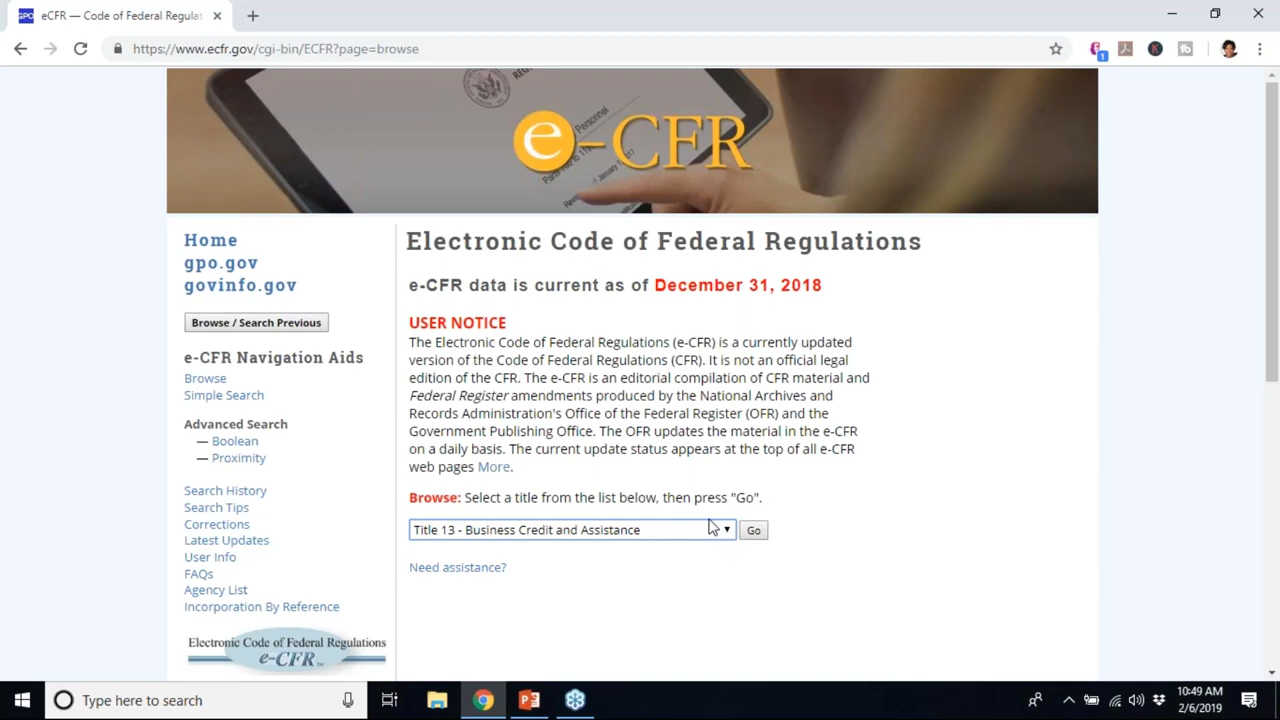 GPO eCFR — Code of Federal Regulat
https://www.ecfr.gov/cgi-bin/ECFR?page=browse
1
e-CFR
Home
gpo.gov
govinfo.gov
Browse / Search Previous
e-CFR Navigation Aids
Browse
Simple Search
Advanced Search
— Boolean
— Proximity
Search History
Search Tips
Corrections
Latest Updates
User Info
FAQs
Agency List
Incorporation By Reference
Electronic Code of Federal Regulations
e-CFR
Electronic Code of Federal Regulations
e-CFR data is current as of December 31, 2018
USER NOTICE
The Electronic Code of Federal Regulations (e-CFR) is a currently updated
version of the Code of Federal Regulations (CFR). It is not an official legal
edition of the CFR. The e-CFR is an editorial compilation of CFR material and
Federal Register amendments produced by the National Archives and
Records Administration's Office of the Federal Register (OFR) and the
Government Publishing Office. The OFR updates the material in the e-CFR
on a daily basis. The current update status appears at the top of all e-CFR
web pages More.
Browse: Select a title from the list below, then press "Go".
Title 13 - Business Credit and Assistance
Go
Need assistance?
Type here to search
10:49 AM
2/6/2019